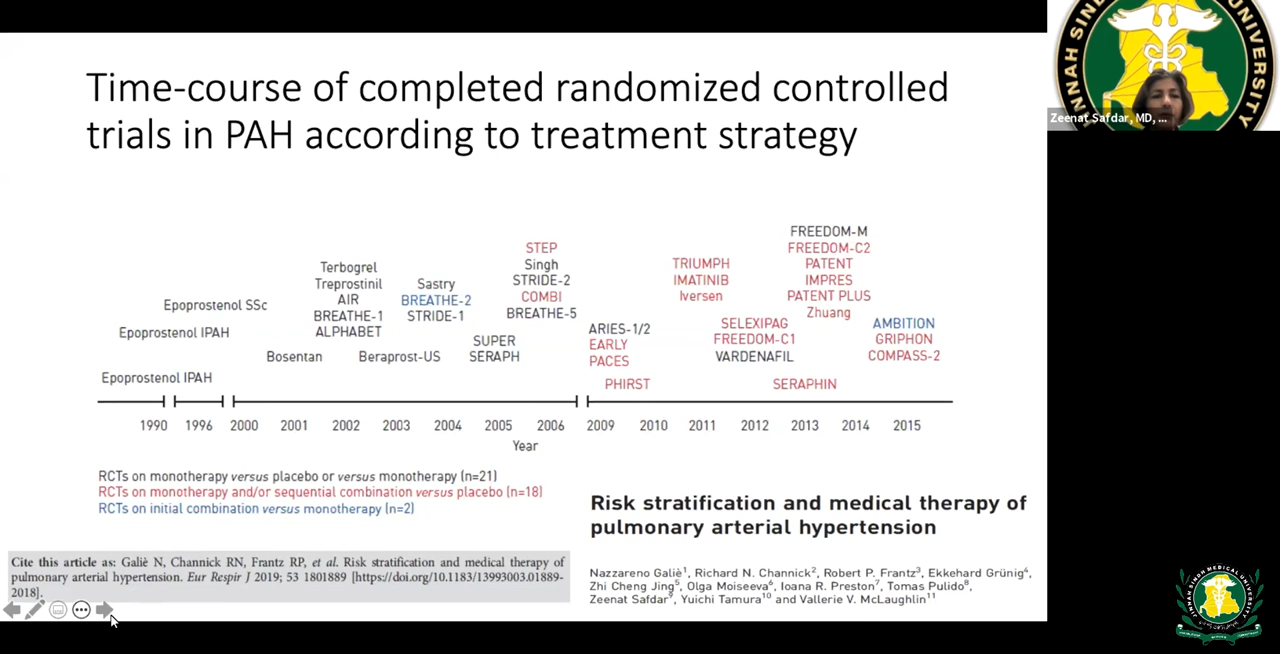 Time-course of completed randomized controlled
trials in PAH according to treatment strategy
JINNAH SINDH MEDICAL UNIVERSITY
Zeenat Safdar, MD, ...
FREEDOM-M
FREEDOM-C2
PATENT
IMPRES
PATENT PLUS
Zhuang
STEP
Singh
STRIDE-2
COMBI
BREATHE-5
TRIUMPH
IMATINIB
Iversen
Terbogrel
Treprostinil
AIR
BREATHE-1
ALPHABET
Sastry
BREATHE-2
STRIDE-1
Epoprostenol SSc
Epoprostenol IPAH
SELEXIPAG
FREEDOM-C1
VARDENAFIL
AMBITION
GRIPHON
COMPASS-2
ARIES-1/2
EARLY
PACES
SUPER
SERAPH
Bosentan
Beraprost-US
Epoprostenol IPAH
PHIRST
SERAPHIN
1990 1996 2000 2001 2002 2003 2004 2005 2006 2009 2010 2011 2012 2013 2014 2015
Year
RCTs on monotherapy versus placebo or versus monotherapy (n=21)
RCTs on monotherapy and/or sequential combination versus placebo (n=18)
RCTs on initial combination versus monotherapy (n=2)
Risk stratification and medical therapy of
pulmonary arterial hypertension
Cite this article as: Galiè N, Channick RN, Frantz RP, et al. Risk stratification and medical therapy of
pulmonary arterial hypertension. Eur Respir J 2019; 53 1801889 [https://doi.org/10.1183/13993003.01889-
2018].
Nazzareno Galiè1, Richard N. Channick2, Robert P. Frantz3, Ekkehard Grünig4,
Zhi Cheng Jing5, Olga Moiseeva6, Ioana R. Preston7, Tomas Pulido8,
Zeenat Safdar9, Yuichi Tamura10 and Vallerie V. McLaughlin11
JINNAH SINDH MEDICAL UNIVERSITY